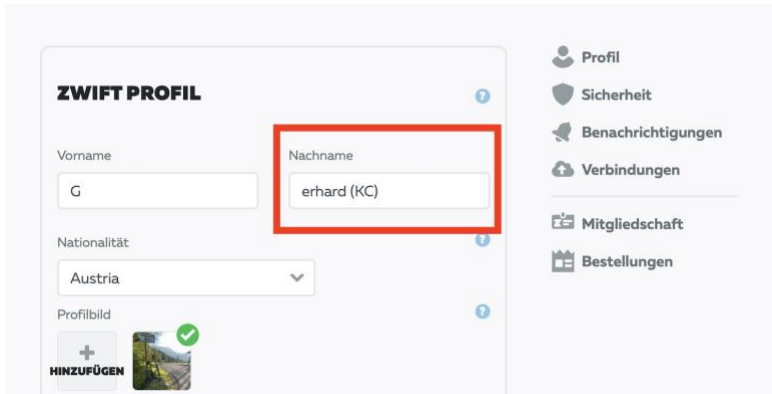 ZWIFT PROFIL
?
Vorname
Nachname
G
erhard (KC)
Nationalität
?
Austria
Profilbild
?
HINZUFÜGEN
Profil
Sicherheit
Benachrichtigungen
Verbindungen
Mitgliedschaft
Bestellungen